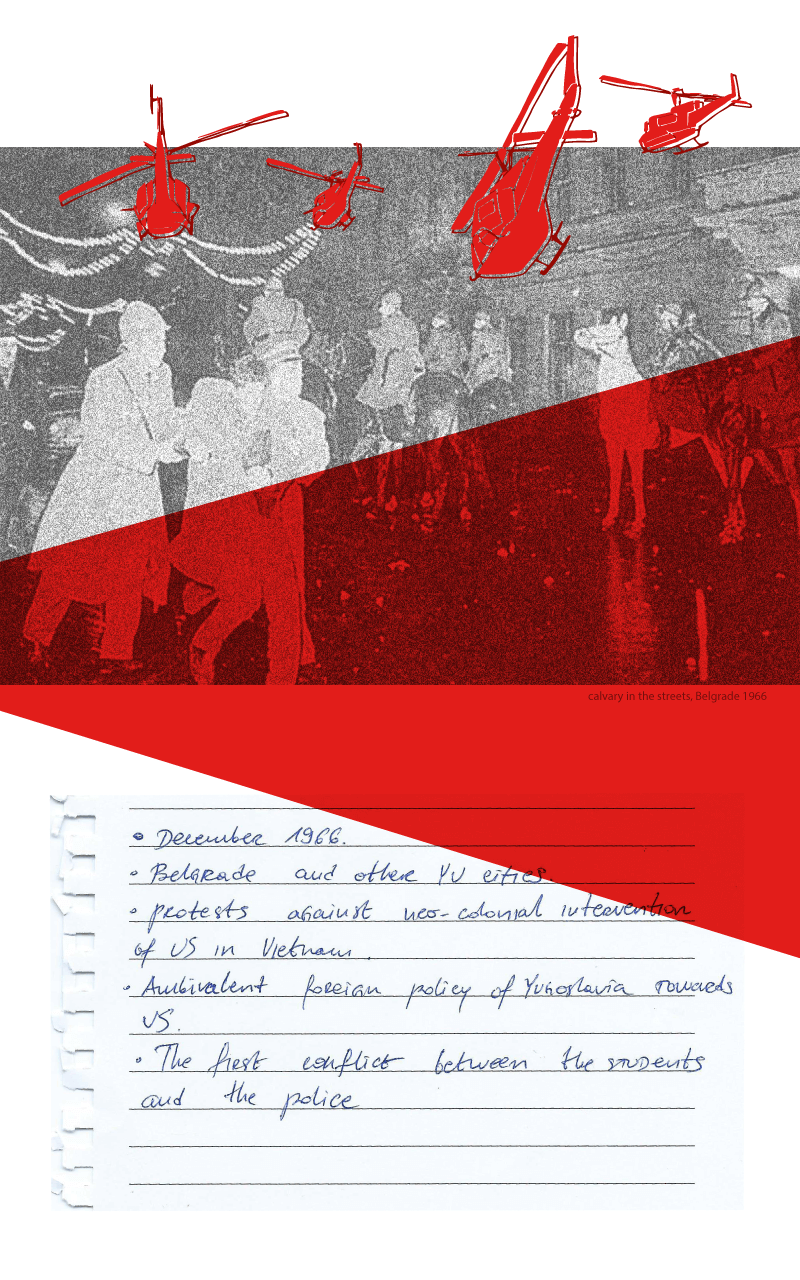 calvary in the streets, Belgrade 1966
• December 1966.
• Belgrade and other YU cities.
• protests against neo-colonial intervention
of US in Vietnam.
• Ambivalent foreign policy of Yugoslavia towards
US.
• The first conflict between the students
and the police